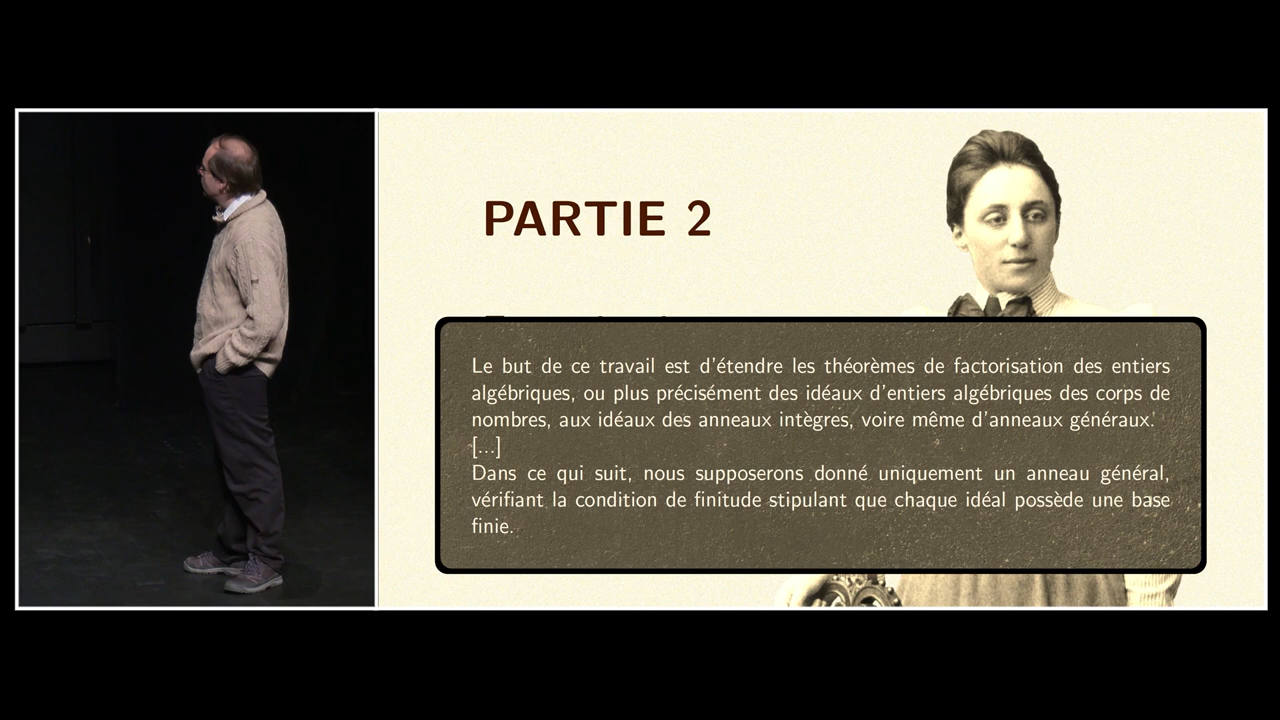 PARTIE 2
Le but de ce travail est d'étendre les théorèmes de factorisation des entiers
algébriques, ou plus précisément des idéaux d'entiers algébriques des corps de
nombres, aux idéaux des anneaux intègres, voire même d'anneaux généraux.
[...]
Dans ce qui suit, nous supposerons donné uniquement un anneau général,
vérifiant la condition de finitude stipulant que chaque idéal possède une base
finie.